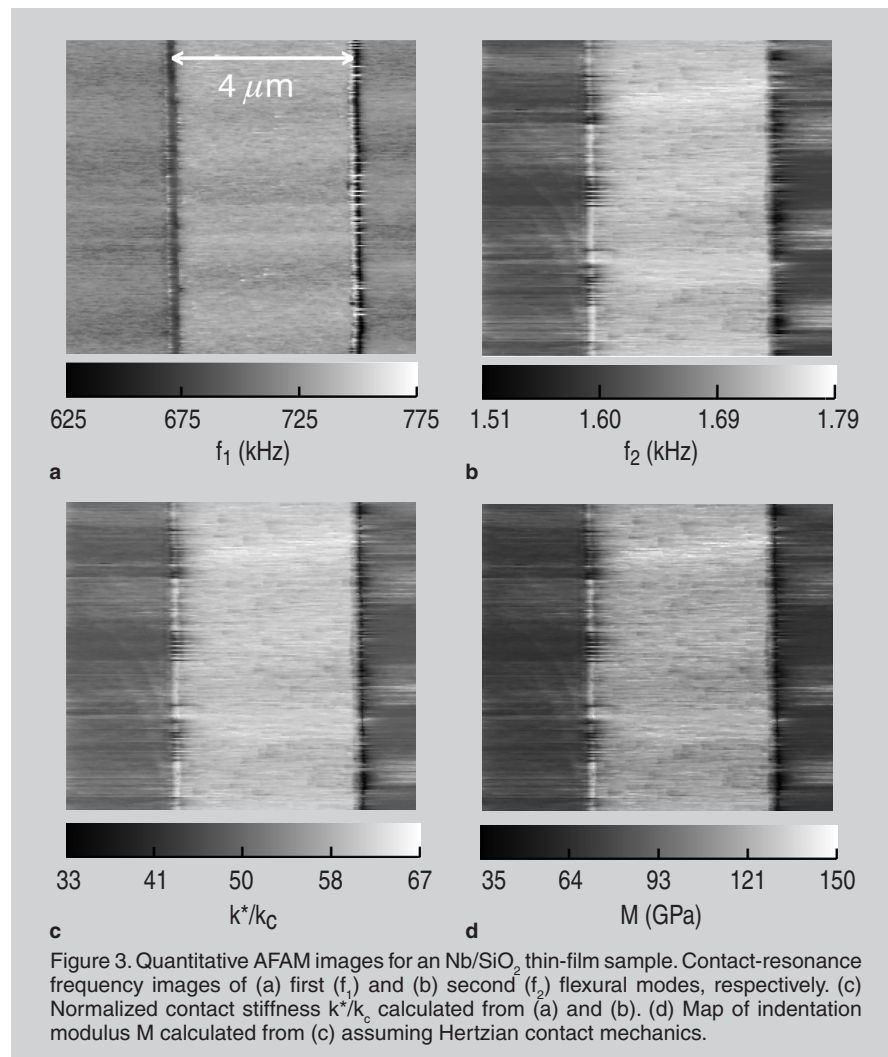 4 μm
625 675 725 775
f₁ (kHz)
a
1.51 1.60 1.69 1.79
f₂ (kHz)
b
33 41 50 58 67
k*/k_C
c
35 64 93 121 150
M (GPa)
d
Figure 3. Quantitative AFAM images for an Nb/SiO₂ thin-film sample. Contact-resonance
frequency images of (a) first (f₁) and (b) second (f₂) flexural modes, respectively. (c)
Normalized contact stiffness k*/k_c calculated from (a) and (b). (d) Map of indentation
modulus M calculated from (c) assuming Hertzian contact mechanics.